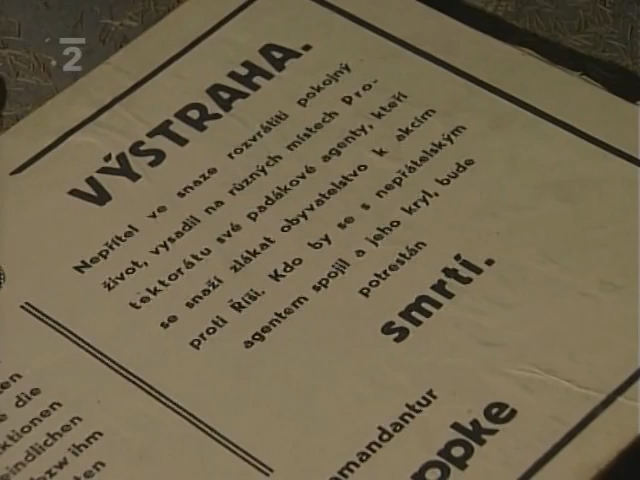 2
VÝSTRAHA.
Nepřítel ve snaze rozvrátiti pokojný
život, vysadil na různých místech Pro-
tektorátu své padákové agenty, kteří
se snaží zlákat obyvatelstvo k akcím
proti Říši. Kdo by se s nepřátelským
agentem spojil a jeho kryl, bude
potrestán
smrtí.
mandantur
ppke
en
die
ktionen
eindlichen
bzw ihm
ten